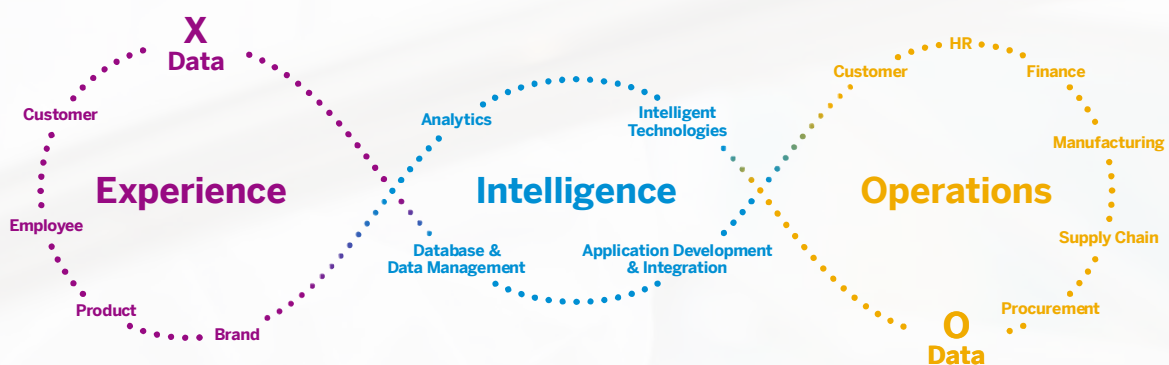 X
Data
Customer
Experience
Employee
Product
Brand
Analytics
Intelligent
Technologies
Intelligence
Database &
Data Management
Application Development
& Integration
Customer
HR
Finance
Manufacturing
Operations
Supply Chain
Procurement
O
Data